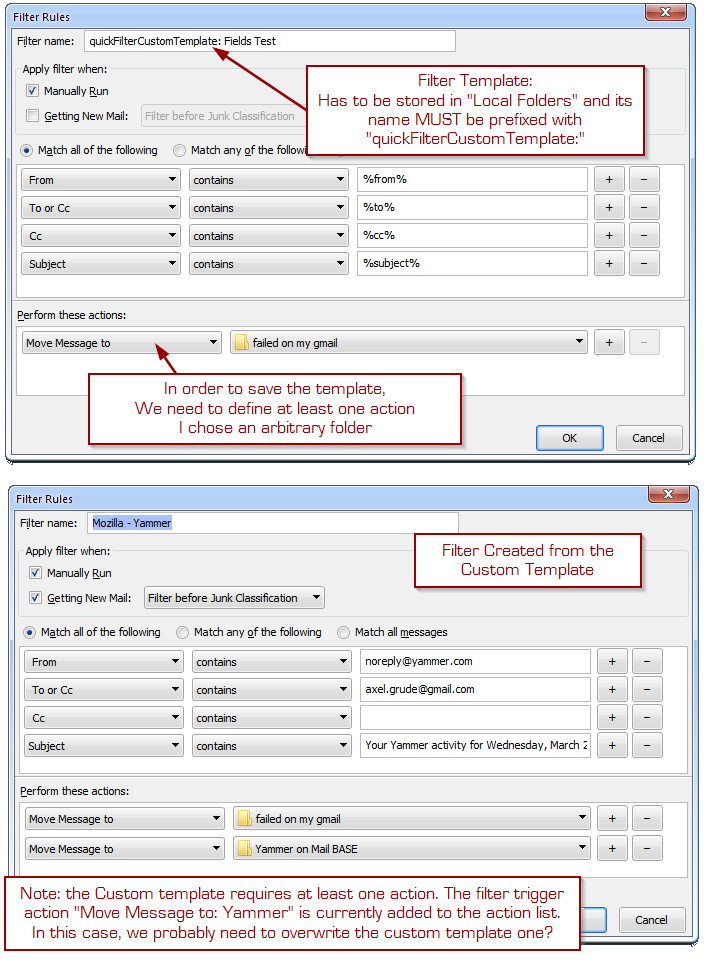 Filter Rules
Filter name: quickFilterCustomTemplate: Fields Test
Apply filter when:
Manually Run
Getting New Mail: Filter before Junk Classification
Filter Template:
Has to be stored in "Local Folders" and its
name MUST be prefixed with
"quickFilterCustomTemplate:"
Match all of the following Match any of the followin
From contains %from% + -
To or Cc contains %to% + -
Cc contains %cc% + -
Subject contains %subject% + -
Perform these actions:
Move Message to failed on my gmail + -
In order to save the template,
We need to define at least one action
I chose an arbitrary folder
OK Cancel
Filter Rules
Filter name: Mozilla - Yammer
Filter Created from the
Custom Template
Apply filter when:
Manually Run
Getting New Mail: Filter before Junk Classification
Match all of the following Match any of the following Match all messages
From contains noreply@yammer.com + -
To or Cc contains axel.grude@gmail.com + -
Cc contains + -
Subject contains Your Yammer activity for Wednesday, March 2 + -
Perform these actions:
Move Message to failed on my gmail + -
Move Message to Yammer on Mail BASE + -
Note: the Custom template requires at least one action. The filter trigger
action "Move Message to: Yammer" is currently added to the action list.
In this case, we probably need to overwrite the custom template one?
Cancel